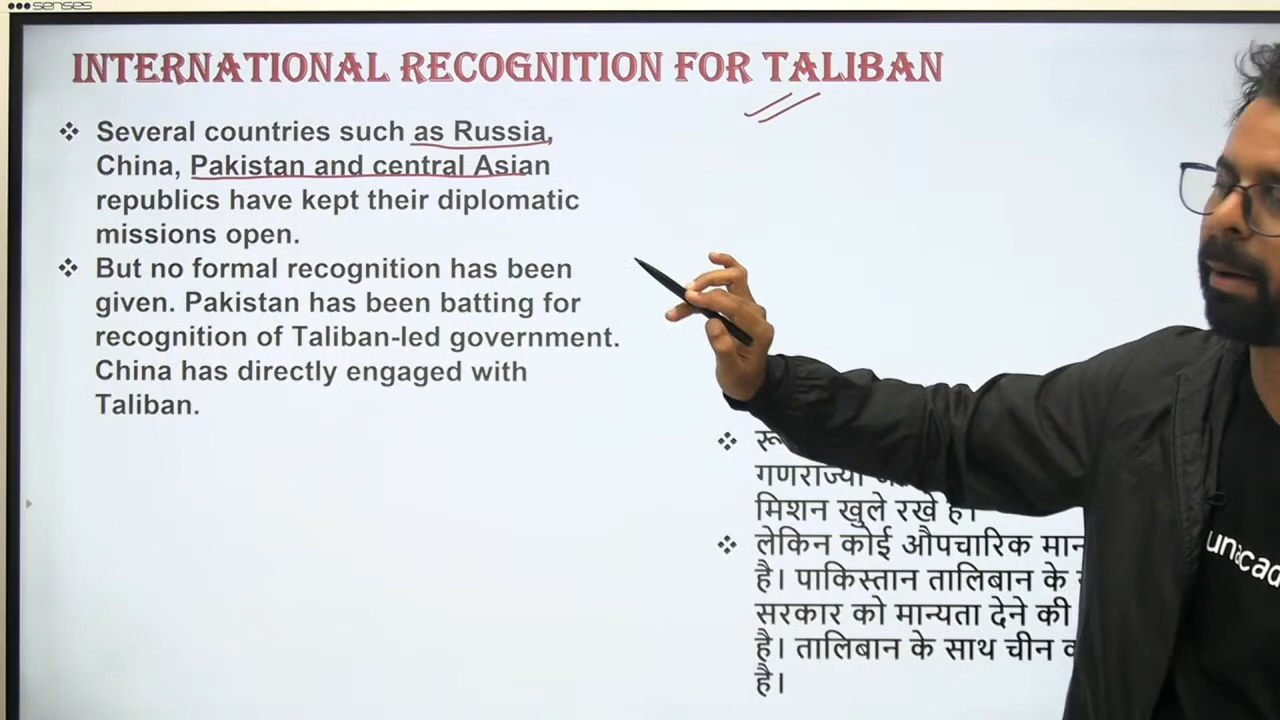 senses
INTERNATIONAL RECOGNITION FOR TALIBAN
❖ Several countries such as Russia,
China, Pakistan and central Asian
republics have kept their diplomatic
missions open.
❖ But no formal recognition has been
given. Pakistan has been batting for
recognition of Taliban-led government.
China has directly engaged with
Taliban.
❖
गणराज्यों
मिशन खुले रखे हैं।
❖ लेकिन कोई औपचारिक
है। पाकिस्तान तालिबान के
सरकार को मान्यता देने की
है। तालिबान के साथ चीन
है।
unacad